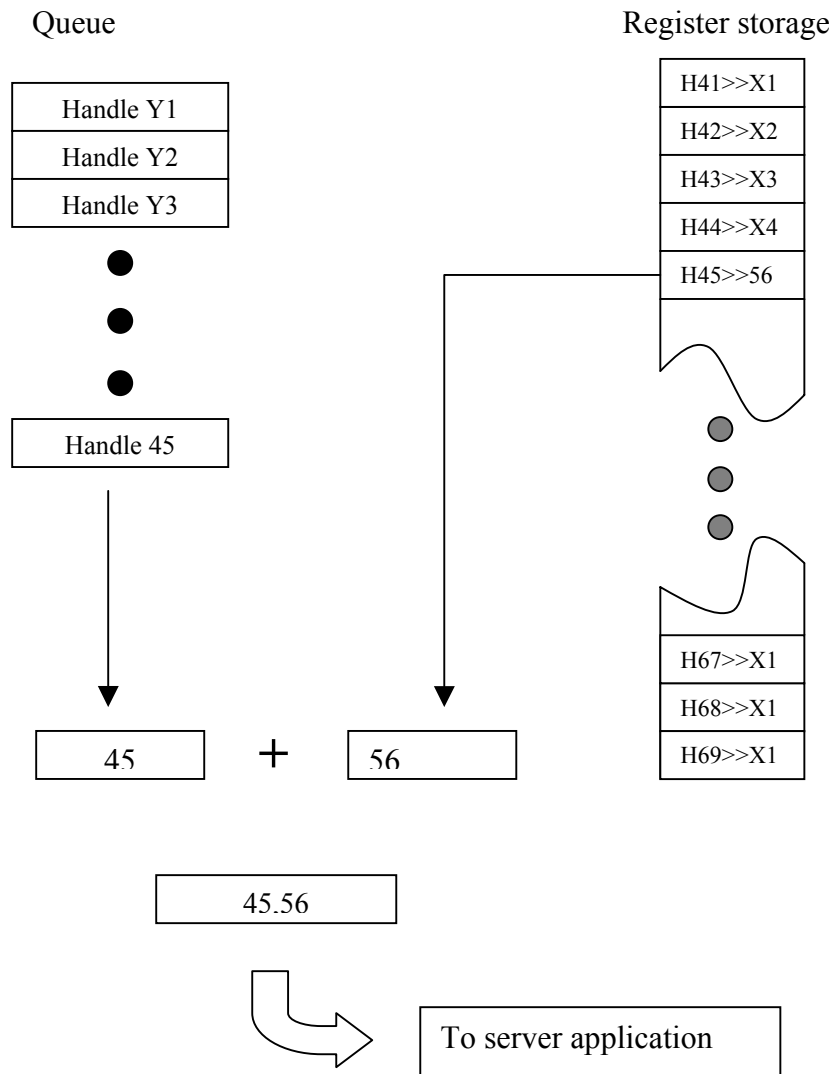 Queue
Register storage
Handle Y1
Handle Y2
Handle Y3
Handle 45
H41>>X1
H42>>X2
H43>>X3
H44>>X4
H45>>56
H67>>X1
H68>>X1
H69>>X1
45
+
56
45.56
To server application